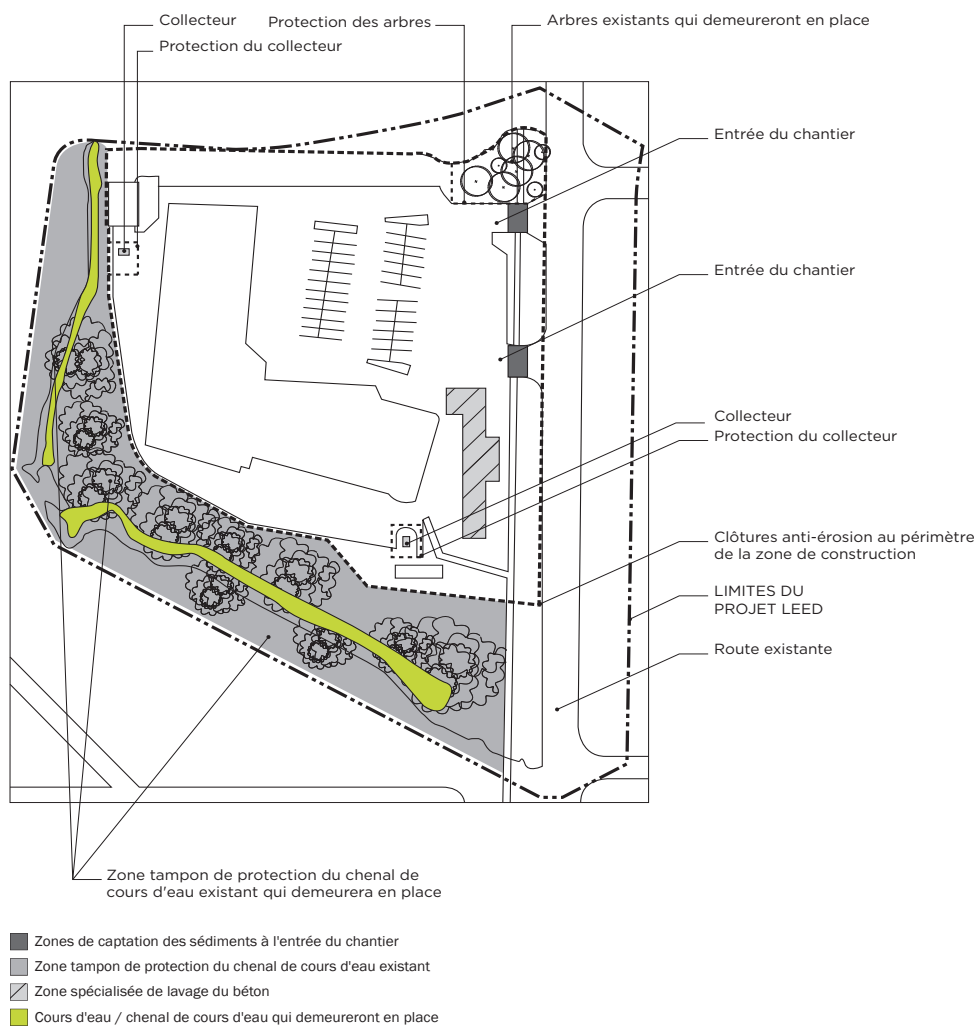 Collecteur
Protection des arbres
Arbres existants qui demeureront en place
Protection du collecteur
Entrée du chantier
Entrée du chantier
Collecteur
Protection du collecteur
Clôtures anti-érosion au périmètre
de la zone de construction
LIMITES DU
PROJET LEED
Route existante
Zone tampon de protection du chenal de
cours d'eau existant qui demeurera en place
Zones de captation des sédiments à l'entrée du chantier
Zone tampon de protection du chenal de cours d'eau existant
Zone spécialisée de lavage du béton
Cours d'eau / chenal de cours d'eau qui demeureront en place